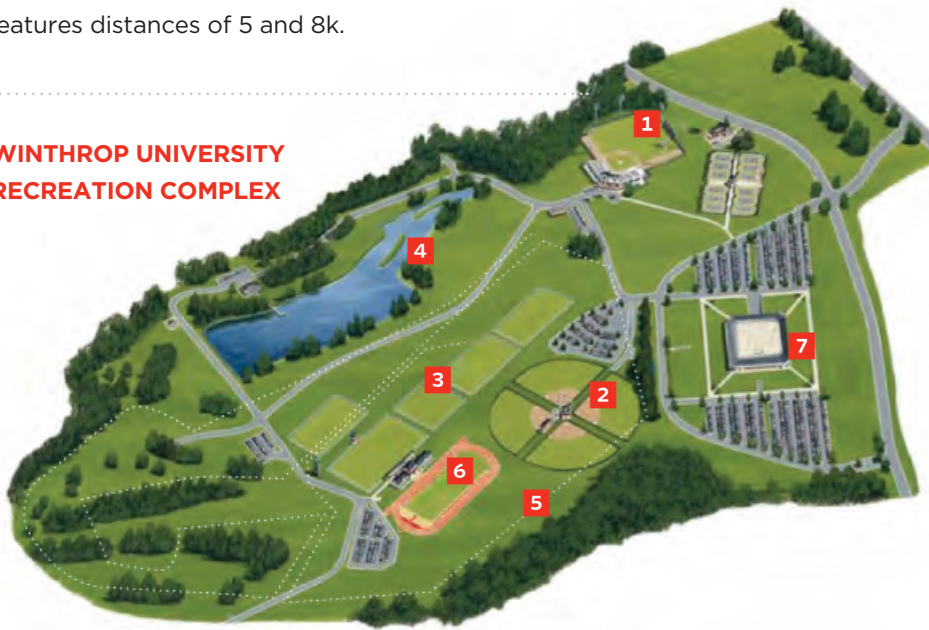 eatures distances of 5 and 8k.
WINTHROP UNIVERSITY
RECREATION COMPLEX
1
4
7
3
2
6
5